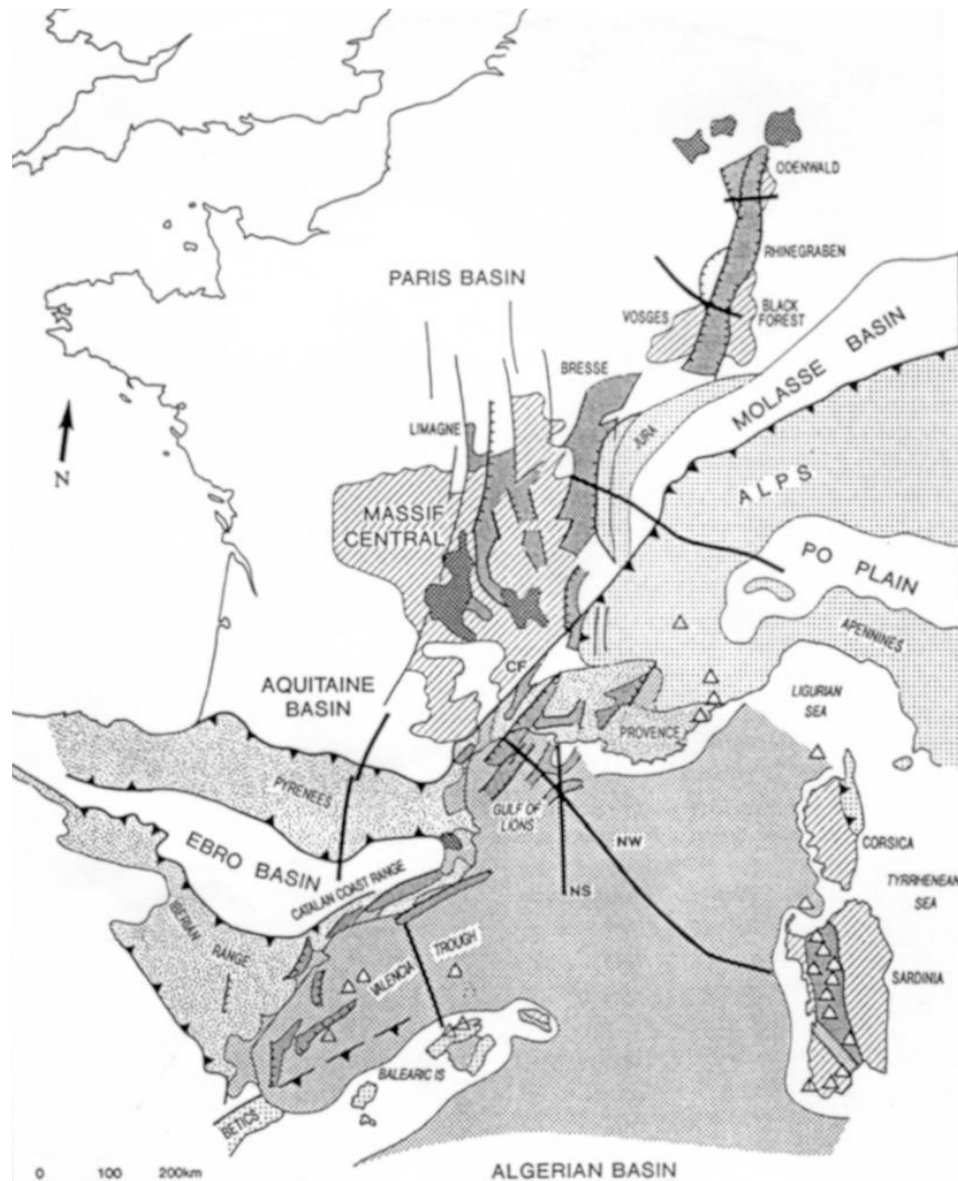 ODENWALD
RHINEGRABEN
PARIS BASIN
VOSGES
BLACK
FOREST
BRESSE
MOLASSE BASIN
LIMAGNE
JURA
N
ALPS
MASSIF
CENTRAL
PO PLAIN
APENNINES
CF
AQUITAINE
BASIN
LIGURIAN
SEA
PROVENCE
PYRENEES
GULF OF
LIONS
NW
CORSICA
EBRO BASIN
NS
CATALAN COAST RANGE
TYRRHENEAN
SEA
IBERIAN RANGE
VALENCIA TROUGH
SARDINIA
BALEARIC IS
BETICS
0 100 200km
ALGERIAN BASIN